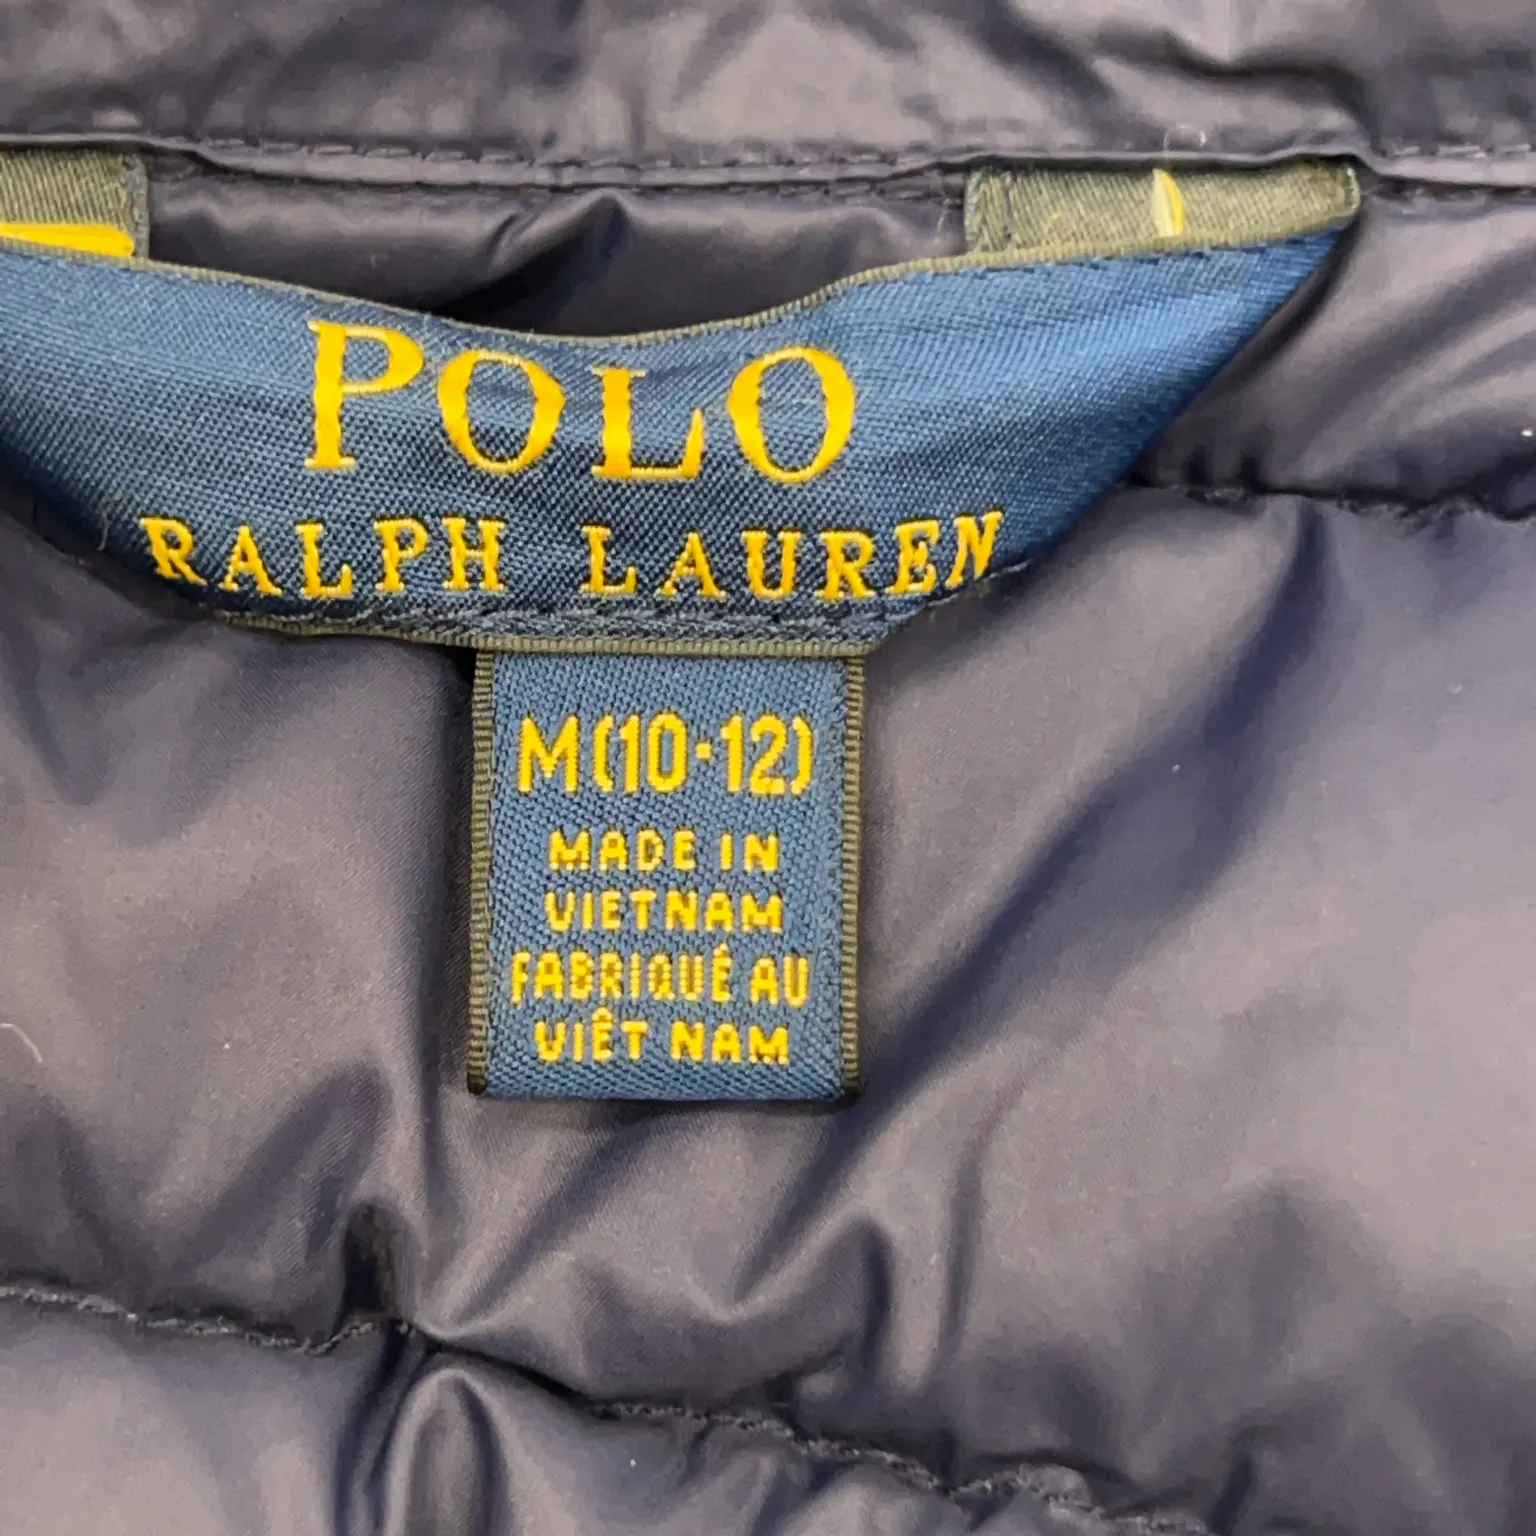 POLO
RALPH LAUREN
M(10-12)
MADE IN
VIETNAM
FABRIQUÉ AU
VIÊT NAM